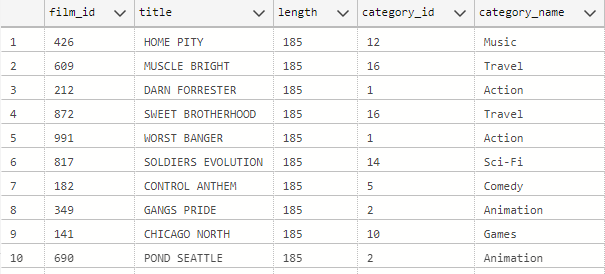 film_id title length category_id category_name
1 426 HOME PITY 185 12 Music
2 609 MUSCLE BRIGHT 185 16 Travel
3 212 DARN FORRESTER 185 1 Action
4 872 SWEET BROTHERHOOD 185 16 Travel
5 991 WORST BANGER 185 1 Action
6 817 SOLDIERS EVOLUTION 185 14 Sci-Fi
7 182 CONTROL ANTHEM 185 5 Comedy
8 349 GANGS PRIDE 185 2 Animation
9 141 CHICAGO NORTH 185 10 Games
10 690 POND SEATTLE 185 2 Animation